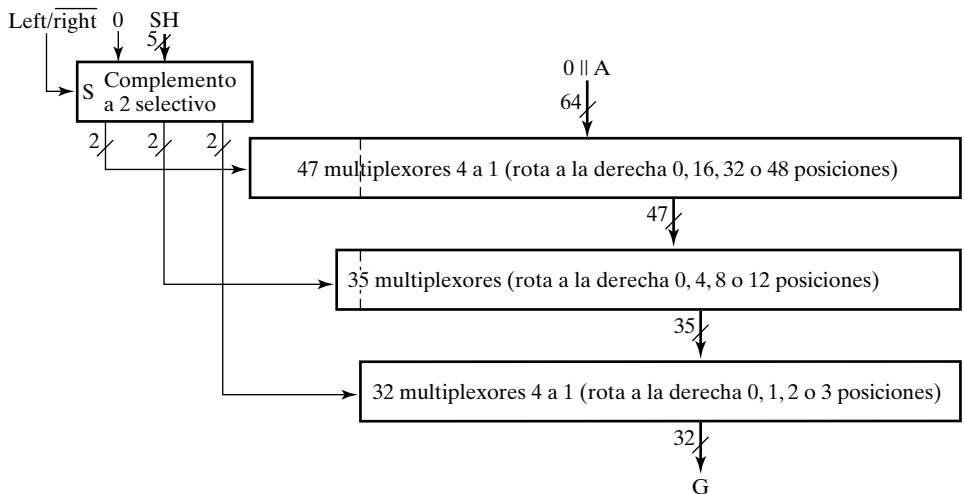 Left/right 0 SH
5
S Complemento
a 2 selectivo
0 || A
64
2 2 2
47 multiplexores 4 a 1 (rota a la derecha 0, 16, 32 o 48 posiciones)
47
35 multiplexores (rota a la derecha 0, 4, 8 o 12 posiciones)
35
32 multiplexores 4 a 1 (rota a la derecha 0, 1, 2 o 3 posiciones)
32
G